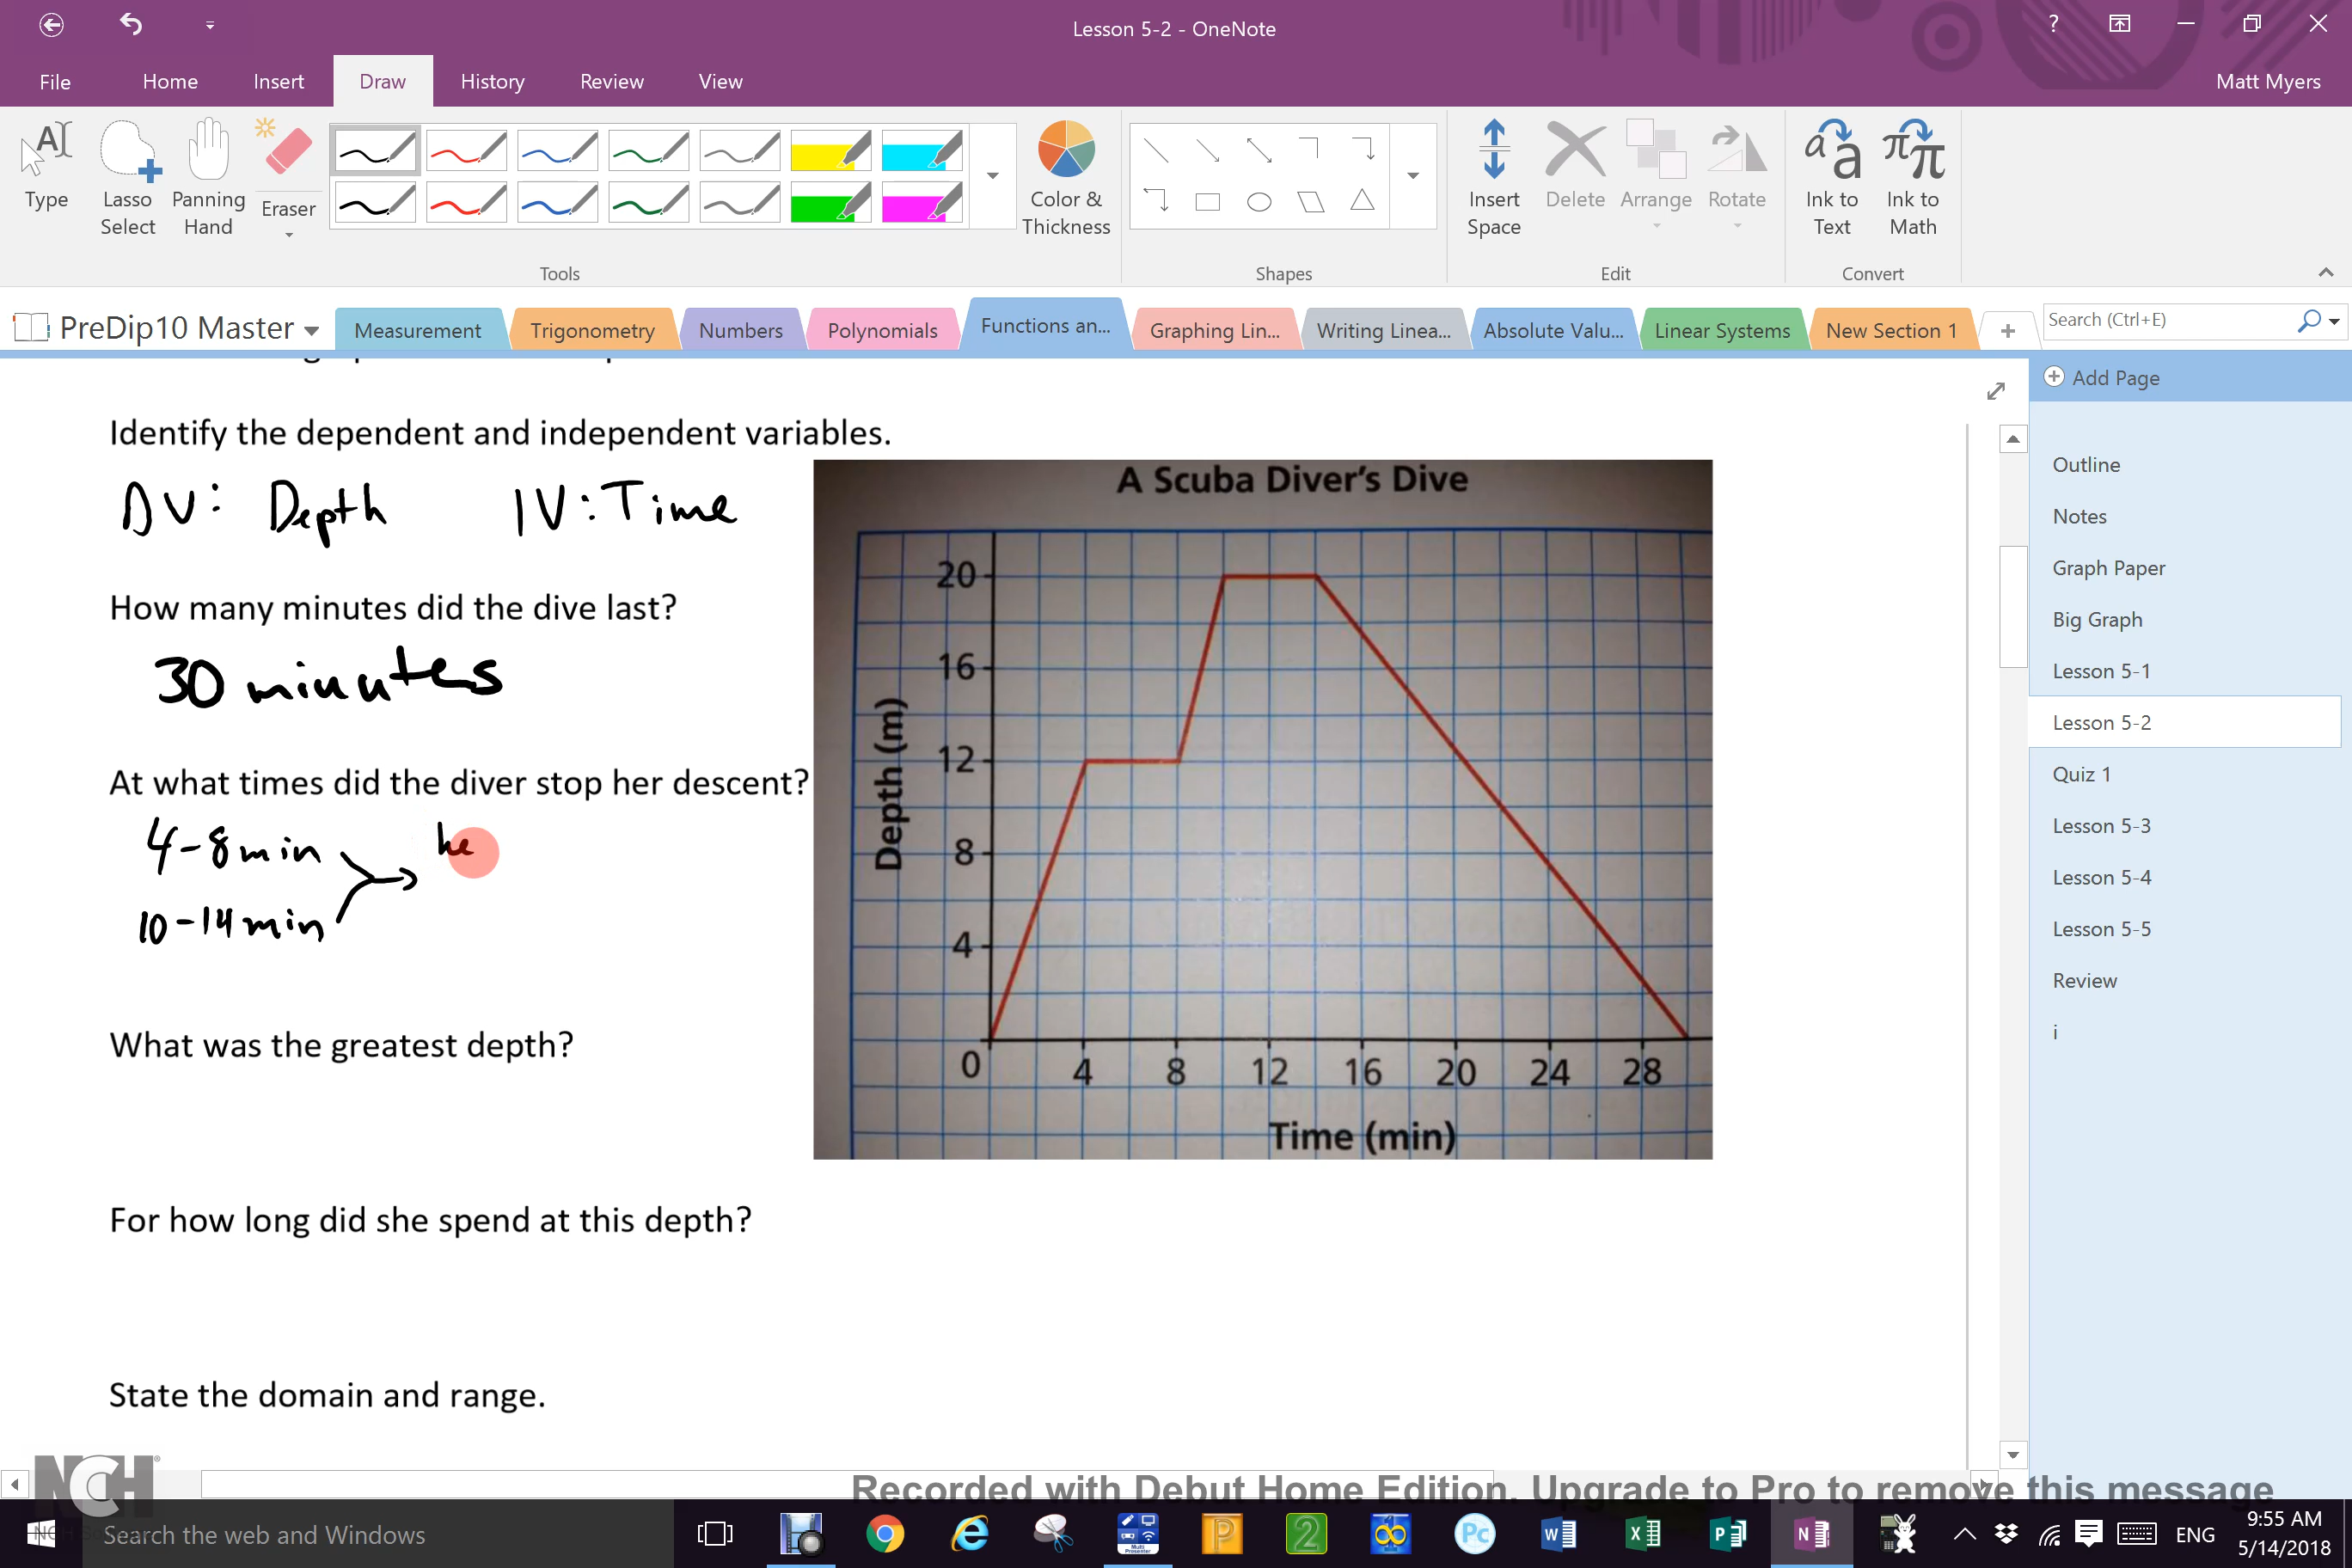 Lesson 5-2 - OneNote
?
File Home Insert Draw History Review View Matt Myers
Type
Lasso Select
Panning Hand
Eraser
Color & Thickness
Insert Space
Delete
Arrange
Rotate
Ink to Text
Ink to Math
Tools Shapes Edit Convert
PreDip10 Master Measurement Trigonometry Numbers Polynomials Functions an... Graphing Lin... Writing Linea... Absolute Valu... Linear Systems New Section 1 + Search (Ctrl+E)
Add Page
Outline
Notes
Graph Paper
Big Graph
Lesson 5-1
Lesson 5-2
Quiz 1
Lesson 5-3
Lesson 5-4
Lesson 5-5
Review
i
Identify the dependent and independent variables.
DV: Depth IV: Time
How many minutes did the dive last?
30 minutes
At what times did the diver stop her descent?
4-8 min
he
10-14 min
What was the greatest depth?
For how long did she spend at this depth?
State the domain and range.
A Scuba Diver's Dive
Depth (m)
20
16
12
8
4
0 4 8 12 16 20 24 28
Time (min)
NCH
Recorded with Debut Home Edition. Upgrade to Pro to remove this message
Search the web and Windows
ENG
9:55 AM
5/14/2018